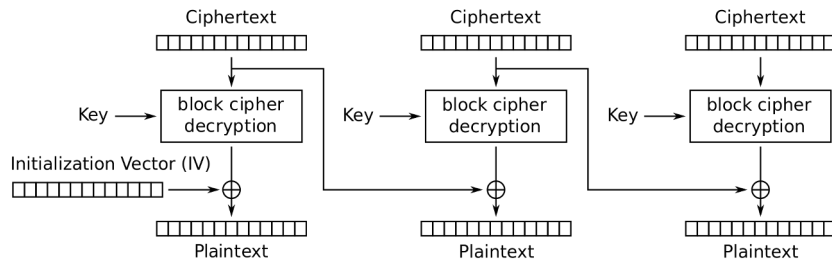 Ciphertext
Ciphertext
Ciphertext
Key
block cipher
decryption
Key
block cipher
decryption
Key
block cipher
decryption
Initialization Vector (IV)
Plaintext
Plaintext
Plaintext